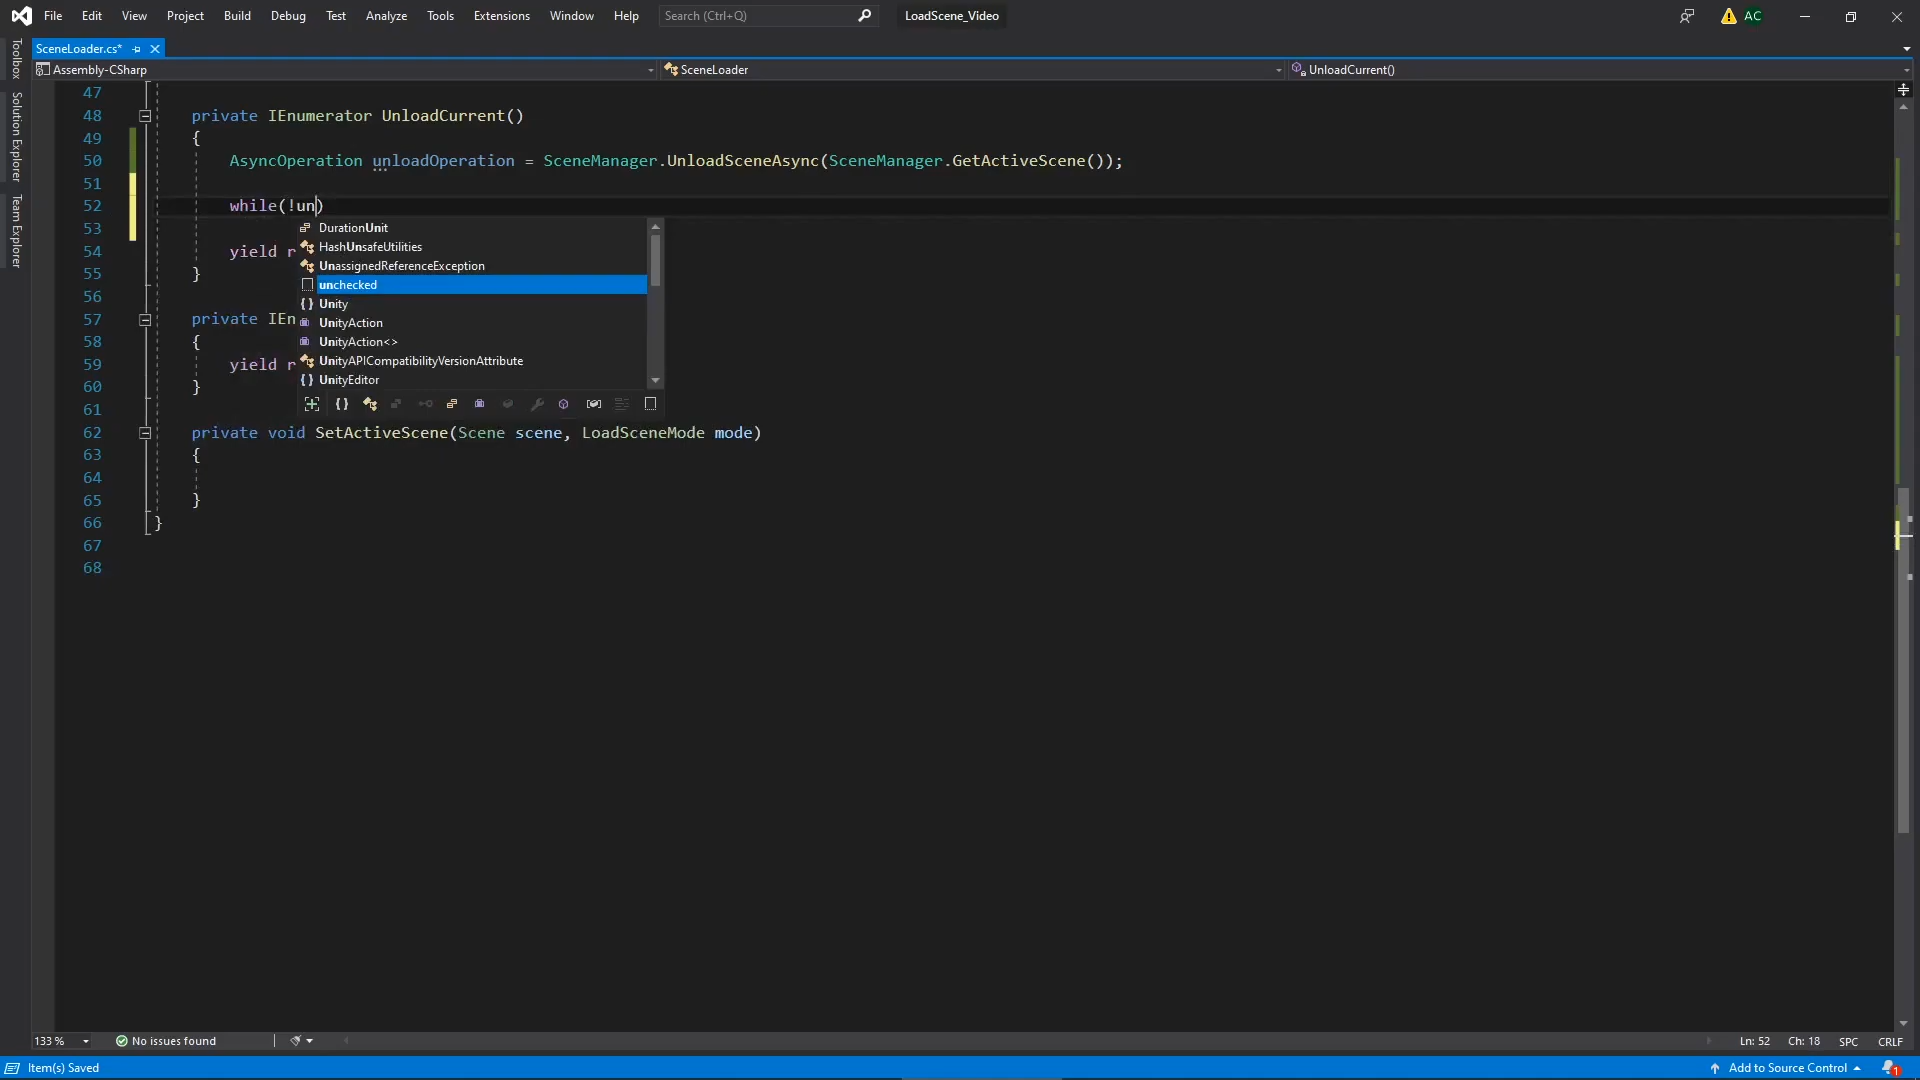 File Edit View Project Build Debug Test Analyze Tools Extensions Window Help Search (Ctrl+Q) LoadScene_Video AC
SceneLoader.cs*
Assembly-CSharp SceneLoader UnloadCurrent()
Toolbox
Solution Explorer
Team Explorer
47
48 private IEnumerator UnloadCurrent()
49 {
50 AsyncOperation unloadOperation = SceneManager.UnloadSceneAsync(SceneManager.GetActiveScene());
51
52 while(!un)
53
54 yield r
55 }
56
57 private IEn
58 {
59 yield r
60 }
61
62 private void SetActiveScene(Scene scene, LoadSceneMode mode)
63 {
64
65 }
66 }
67
68
DurationUnit
HashUnsafeUtilities
UnassignedReferenceException
unchecked
{ } Unity
UnityAction
UnityAction<>
UnityAPICompatibilityVersionAttribute
{ } UnityEditor
133 % No issues found Ln: 52 Ch: 18 SPC CRLF
Item(s) Saved Add to Source Control 1